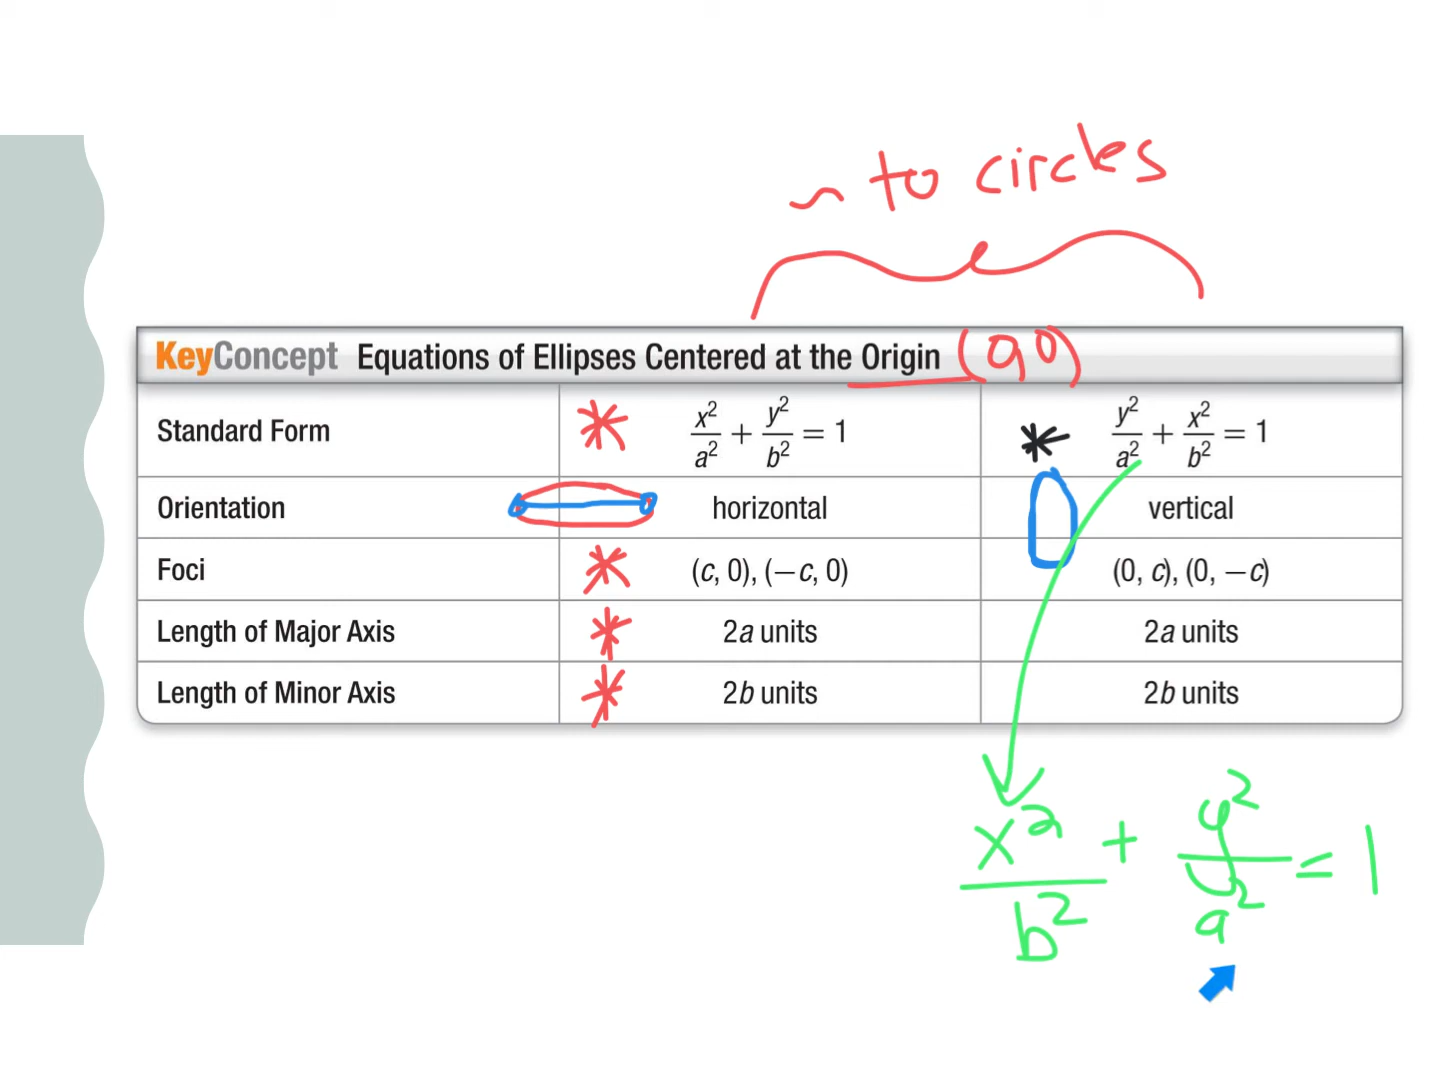 ~ to circles
KeyConcept Equations of Ellipses Centered at the Origin (0,0)
Standard Form * x²/a² + y²/b² = 1 * y²/a² + x²/b² = 1
Orientation horizontal vertical
Foci * (c, 0), (−c, 0) (0, c), (0, −c)
Length of Major Axis * 2a units 2a units
Length of Minor Axis * 2b units 2b units
x²/b² + y²/a² = 1